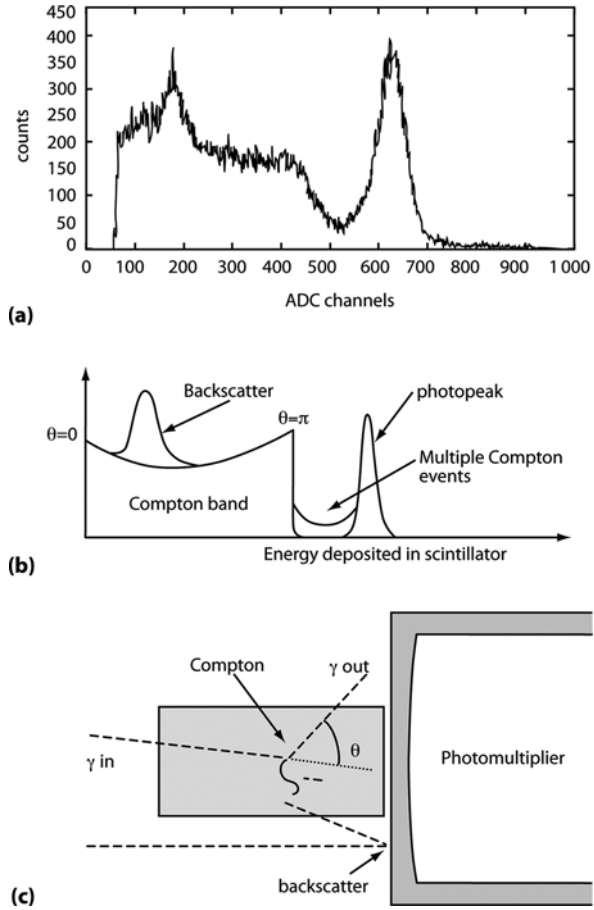 450
400
350
300
250
200
150
100
50
0
counts
0 100 200 300 400 500 600 700 800 900 1 000
ADC channels
(a)
Backscatter
photopeak
θ=0
θ=π
Multiple Compton
events
Compton band
Energy deposited in scintillator
(b)
Compton
γ out
γ in
θ
Photomultiplier
backscatter
(c)